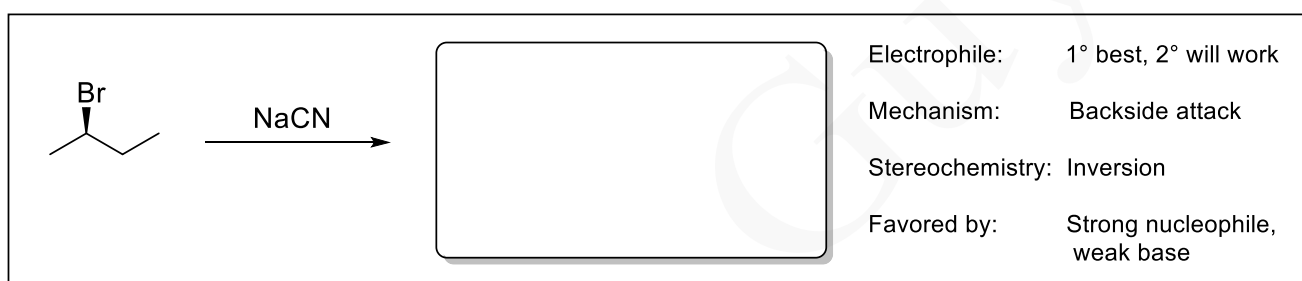 Br
NaCN
Electrophile: 1° best, 2° will work
Mechanism: Backside attack
Stereochemistry: Inversion
Favored by: Strong nucleophile,
weak base
Guy